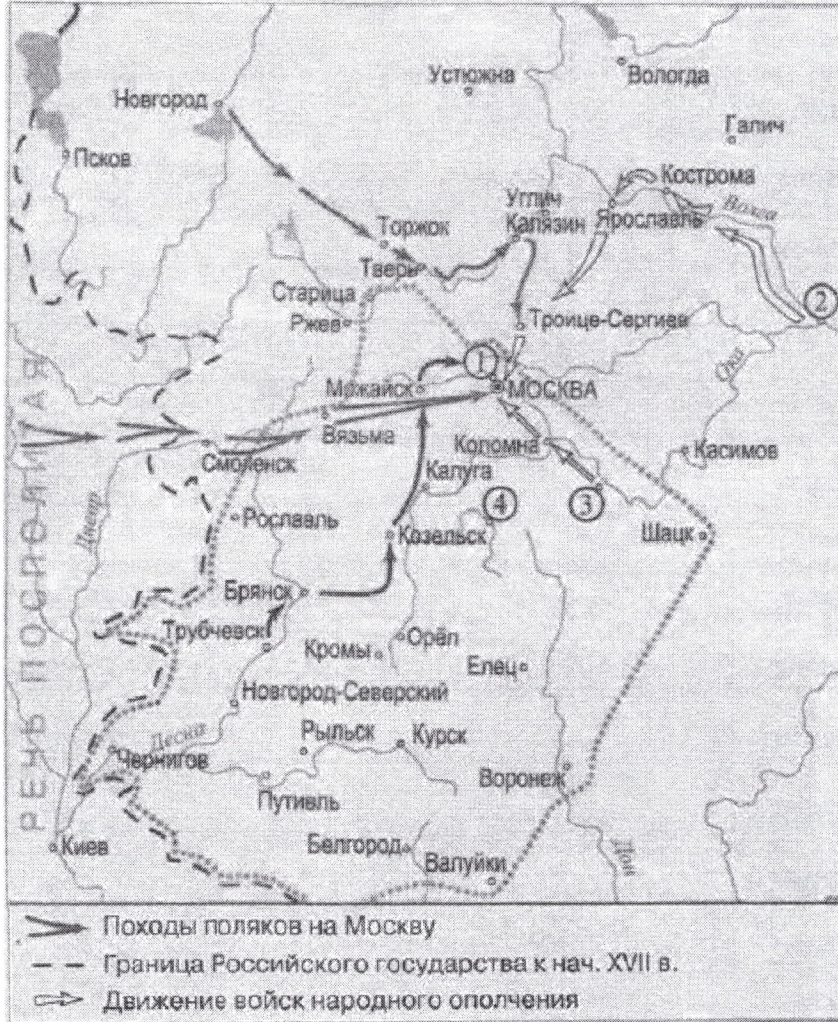 Устюжна
Вологда
Новгород
Галич
Псков
Кострома
Углич
Волга
Торжок
Калязин
Ярославль
Тверь
Старица
②
Ржев
Троице-Сергиев
①
Ока
Можайск
МОСКВА
Вязьма
Коломна
Касимов
Смоленск
Калуга
④
③
Днепр
Рославль
Козельск
Шацк
РЕЧЬ ПОСПОЛИТАЯ
Брянск
Трубчевск
Орёл
Кромы
Елец
Новгород-Северский
Десна
Рыльск
Курск
Чернигов
Воронеж
Путивль
Киев
Белгород
Дон
Валуйки
Походы поляков на Москву
Граница Российского государства к нач. XVII в.
Движение войск народного ополчения